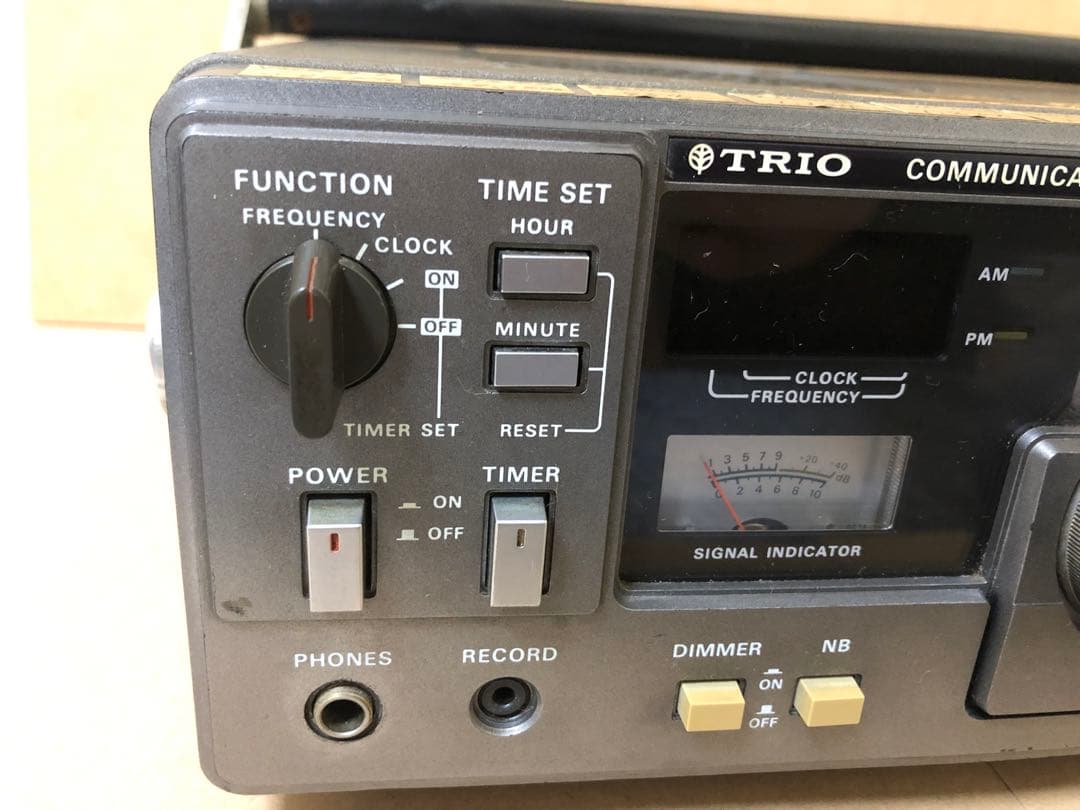 FUNCTION
FREQUENCY
CLOCK
ON
OFF
TIMER SET
TIME SET
HOUR
MINUTE
RESET
POWER
TIMER
ON
OFF
PHONES
RECORD
TRIO
COMMUNICA
AM
PM
CLOCK
FREQUENCY
1 3 5 7 9 +20 +40
dB
0 2 4 6 8 10
SIGNAL INDICATOR
DIMMER
NB
ON
OFF